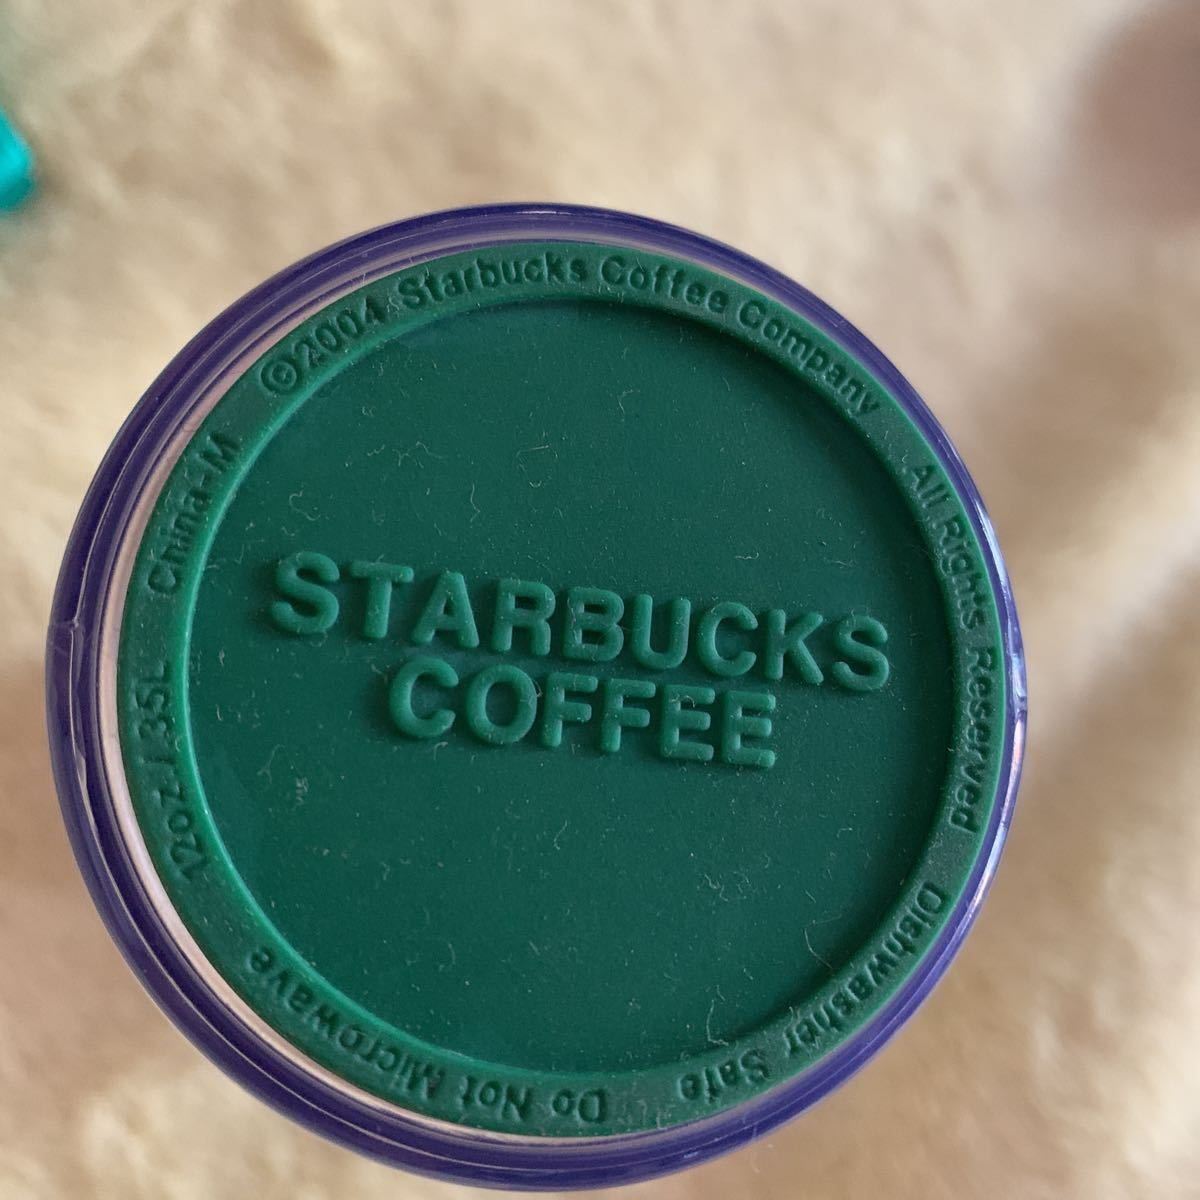 STARBUCKS
COFFEE
©2004 Starbucks Coffee Company All Rights Reserved Dishwasher Safe Do Not Microwave 12oz/.35L China-M